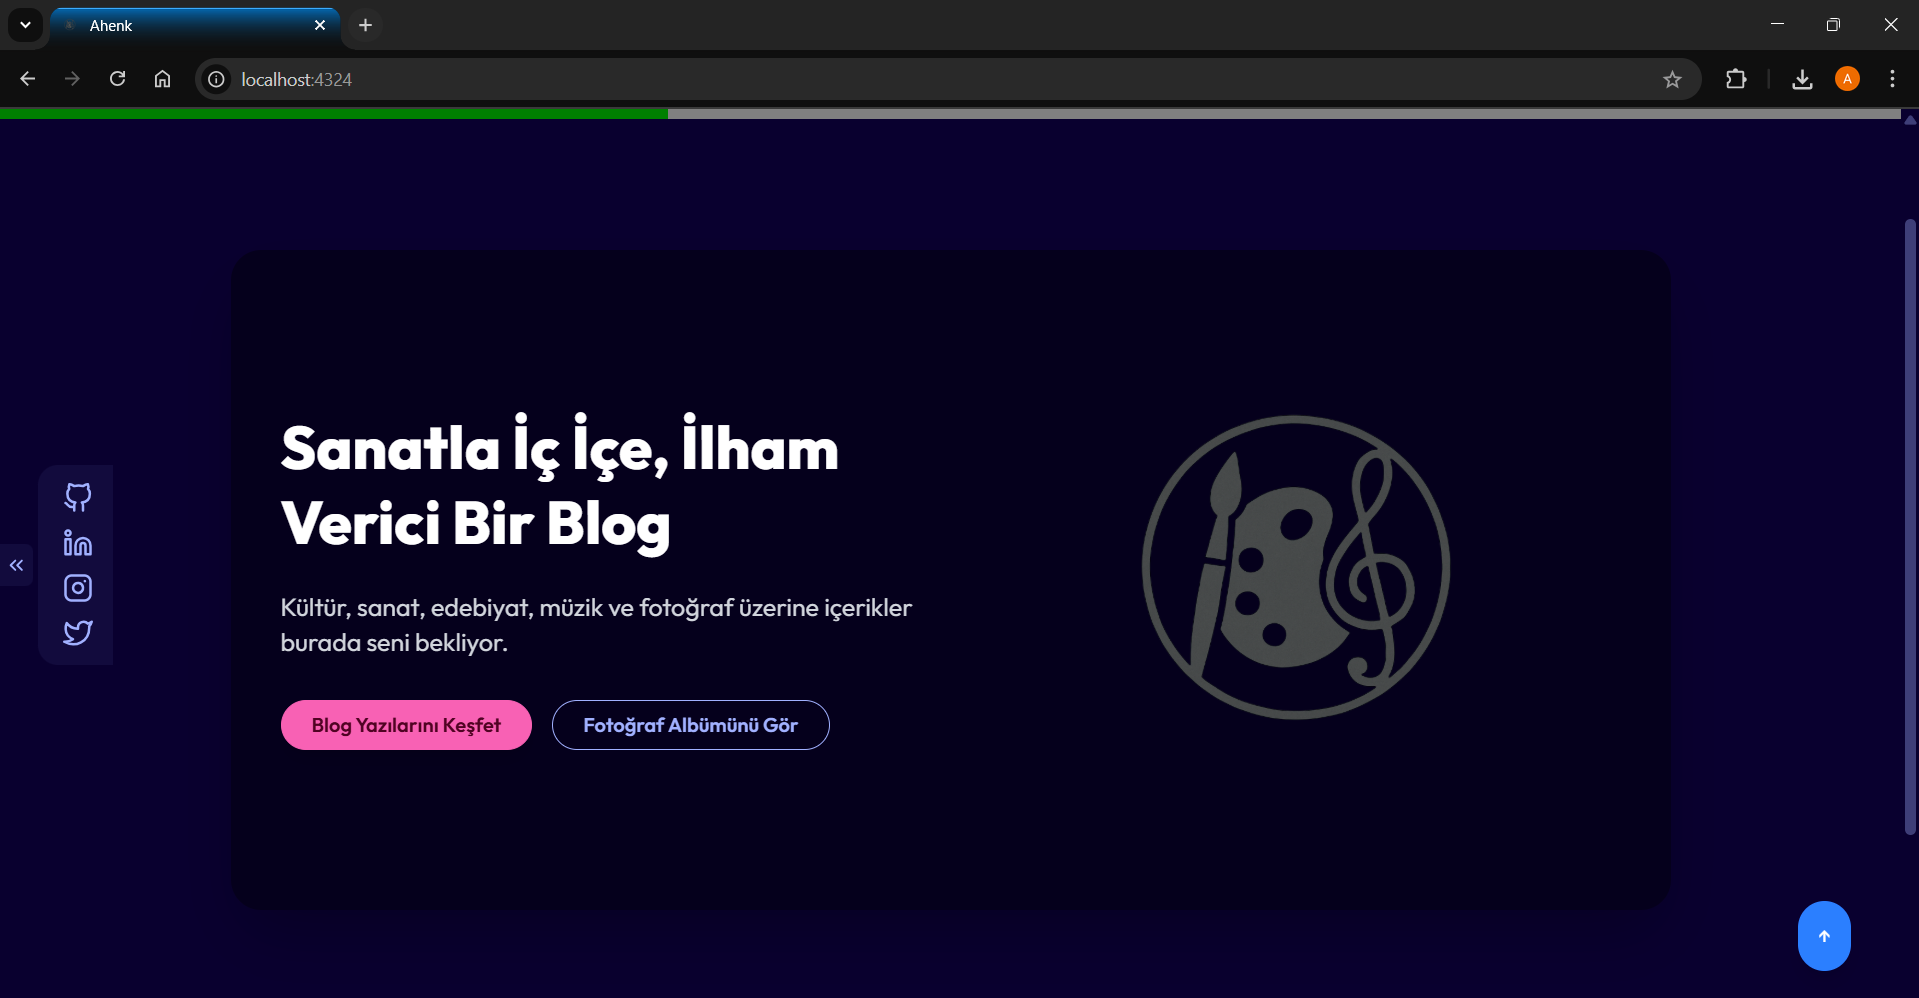 Ahenk
localhost:4324
A
Sanatla İç İçe, İlham
Verici Bir Blog
Kültür, sanat, edebiyat, müzik ve fotoğraf üzerine içerikler
burada seni bekliyor.
Blog Yazılarını Keşfet
Fotoğraf Albümünü Gör